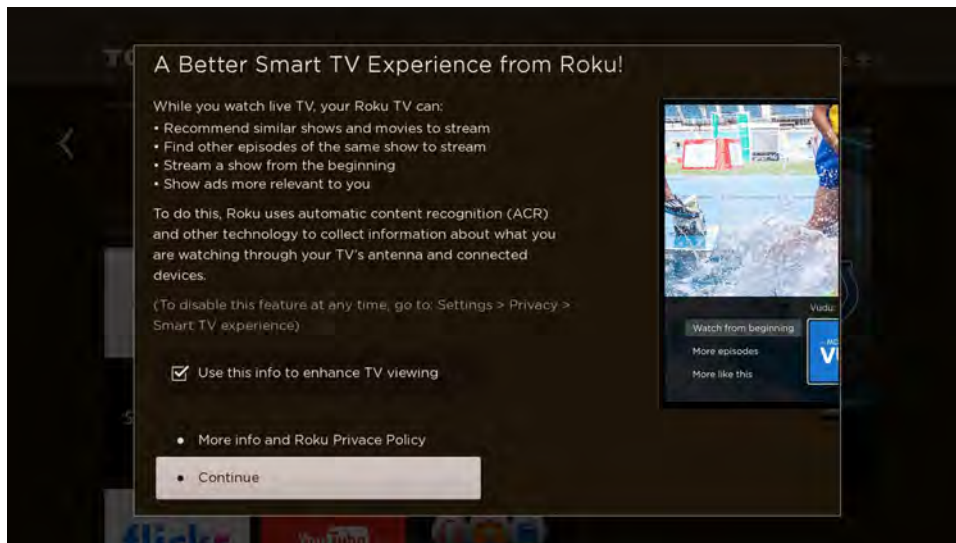 TC
A Better Smart TV Experience from Roku!
While you watch live TV, your Roku TV can:
• Recommend similar shows and movies to stream
• Find other episodes of the same show to stream
• Stream a show from the beginning
• Show ads more relevant to you
To do this, Roku uses automatic content recognition (ACR)
and other technology to collect information about what you
are watching through your TV's antenna and connected
devices.
(To disable this feature at any time, go to: Settings > Privacy >
Smart TV experience)
Use this info to enhance TV viewing
• More info and Roku Privace Policy
• Continue
Vudu:
Watch from beginning
More episodes
More like this
flickr
YouTube